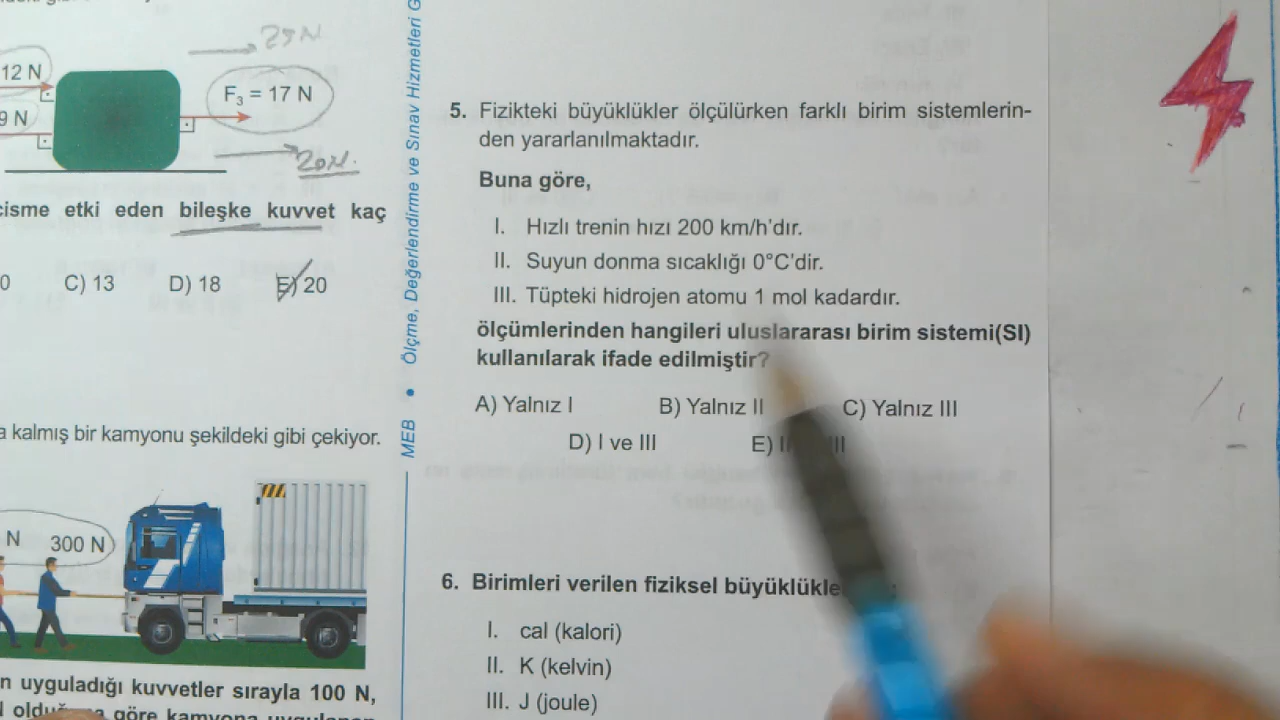 25N
12 N
F₃ = 17 N
9 N
20N.
cisme etki eden bileşke kuvvet kaç
0 C) 13 D) 18 E) 20
a kalmış bir kamyonu şekildeki gibi çekiyor.
N 300 N
n uyguladığı kuvvetler sırayla 100 N,
göre kamyona
MEB • Ölçme, Değerlendirme ve Sınav Hizmetleri G
5. Fizikteki büyüklükler ölçülürken farklı birim sistemlerin-
den yararlanılmaktadır.
Buna göre,
I. Hızlı trenin hızı 200 km/h’dır.
II. Suyun donma sıcaklığı 0°C’dir.
III. Tüpteki hidrojen atomu 1 mol kadardır.
ölçümlerinden hangileri uluslararası birim sistemi(SI)
kullanılarak ifade edilmiştir?
A) Yalnız I B) Yalnız II C) Yalnız III
D) I ve III E)
6. Birimleri verilen fiziksel büyüklükle
I. cal (kalori)
II. K (kelvin)
III. J (joule)